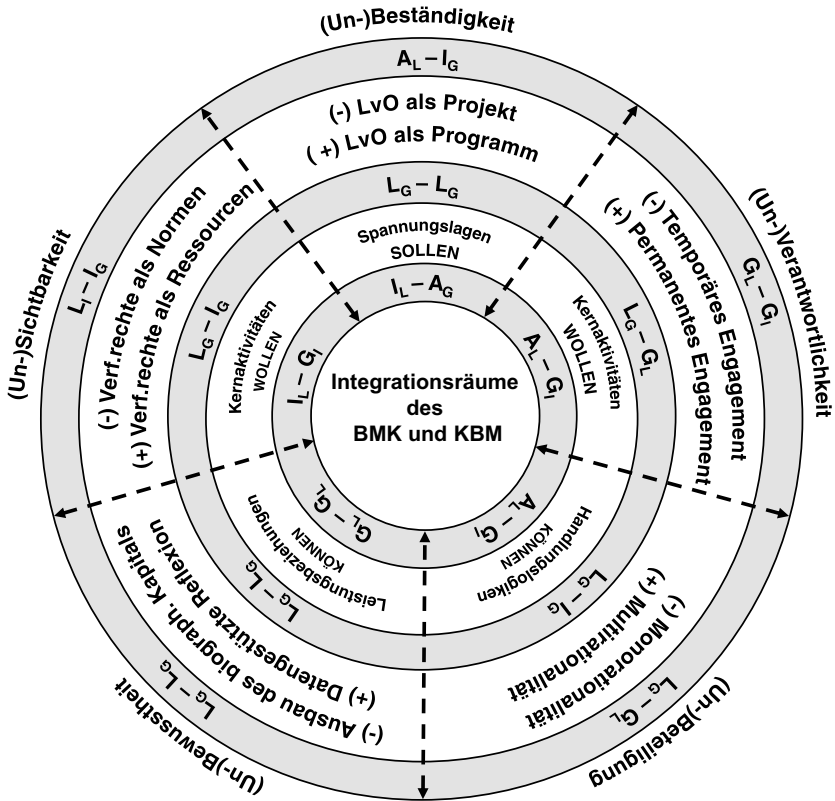 (Un-)Beständigkeit
A_L – I_G
(-) LvO als Projekt
(+) LvO als Programm
L_G – L_G
Spannungslagen
SOLLEN
I_L – A_G
(Un-)Verantwortlichkeit
G_L – G_I
(-) Temporäres Engagement
(+) Permanentes Engagement
L_G – G_L
Kernaktivitäten
WOLLEN
A_L – G_I
(Un-)Beteiligung
L_G – G_L
(-) Monorationalität
(+) Multirationalität
L_G – I_G
Handlungslogiken
KÖNNEN
A_L – G_I
(Un-)Bewusstheit
L_G – L_G
(-) Ausbau des biograph. Kapitals
(+) Datengestützte Reflexion
L_G – L_G
Leistungsbeziehungen
KÖNNEN
G_L – G_L
(Un-)Sichtbarkeit
L_I – I_G
(-) Verf.rechte als Normen
(+) Verf.rechte als Ressourcen
L_G – I_G
Kernaktivitäten
WOLLEN
I_L – G_I
Integrationsräume
des
BMK und KBM